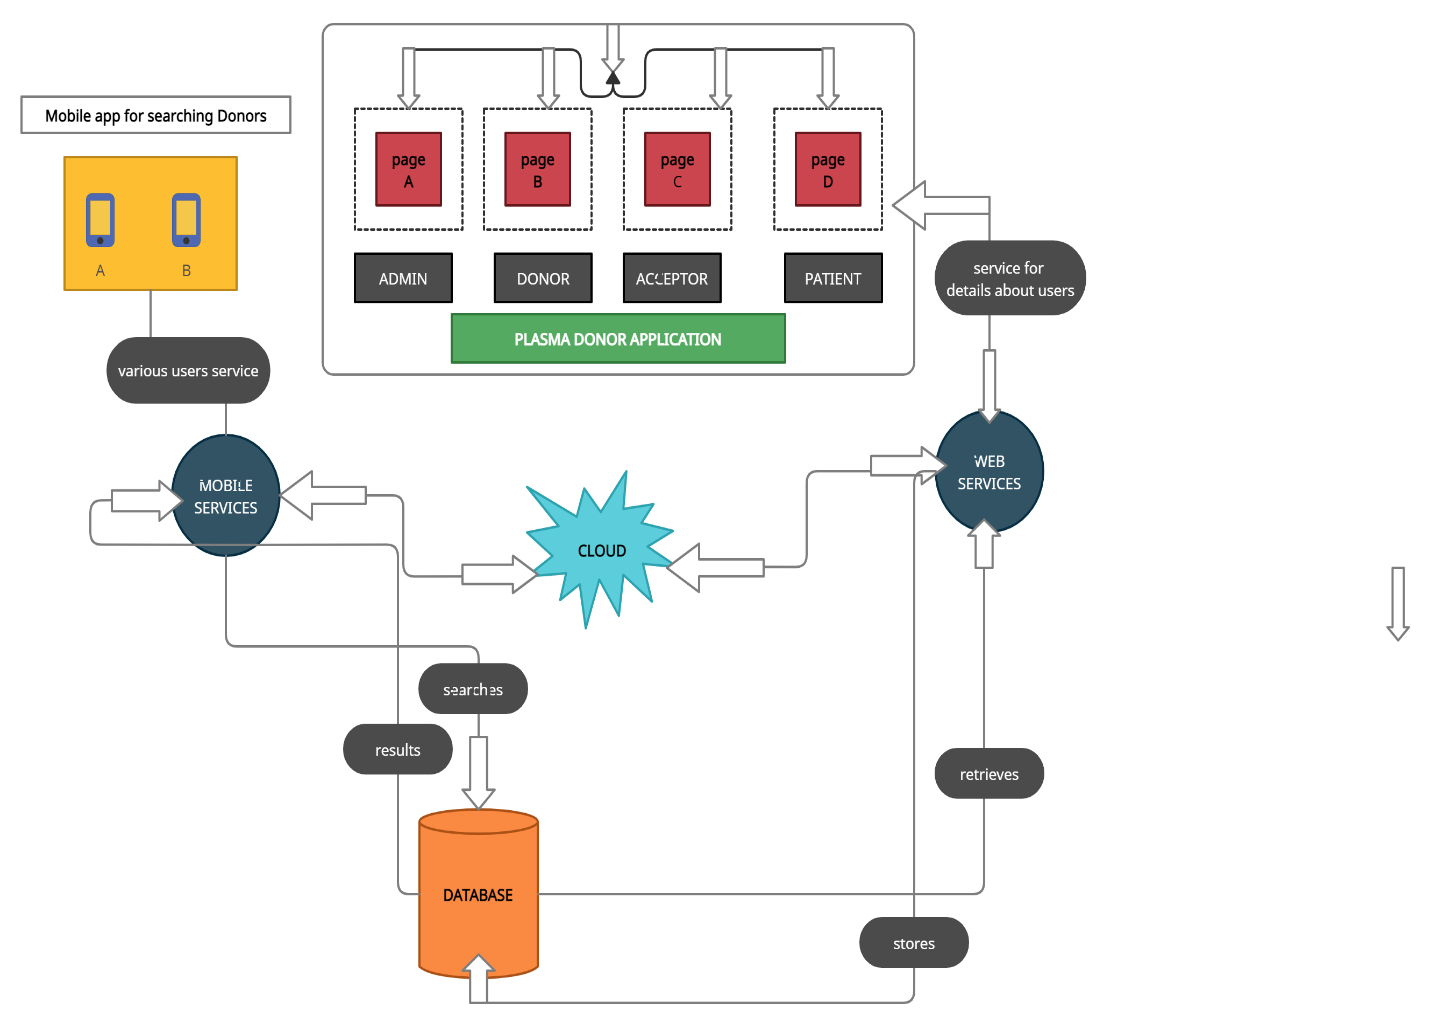 Mobile app for searching Donors
A
B
various users service
page
A
page
B
page
C
page
D
ADMIN
DONOR
ACCEPTOR
PATIENT
PLASMA DONOR APPLICATION
service for
details about users
MOBILE
SERVICES
CLOUD
WEB
SERVICES
searches
results
retrieves
DATABASE
stores